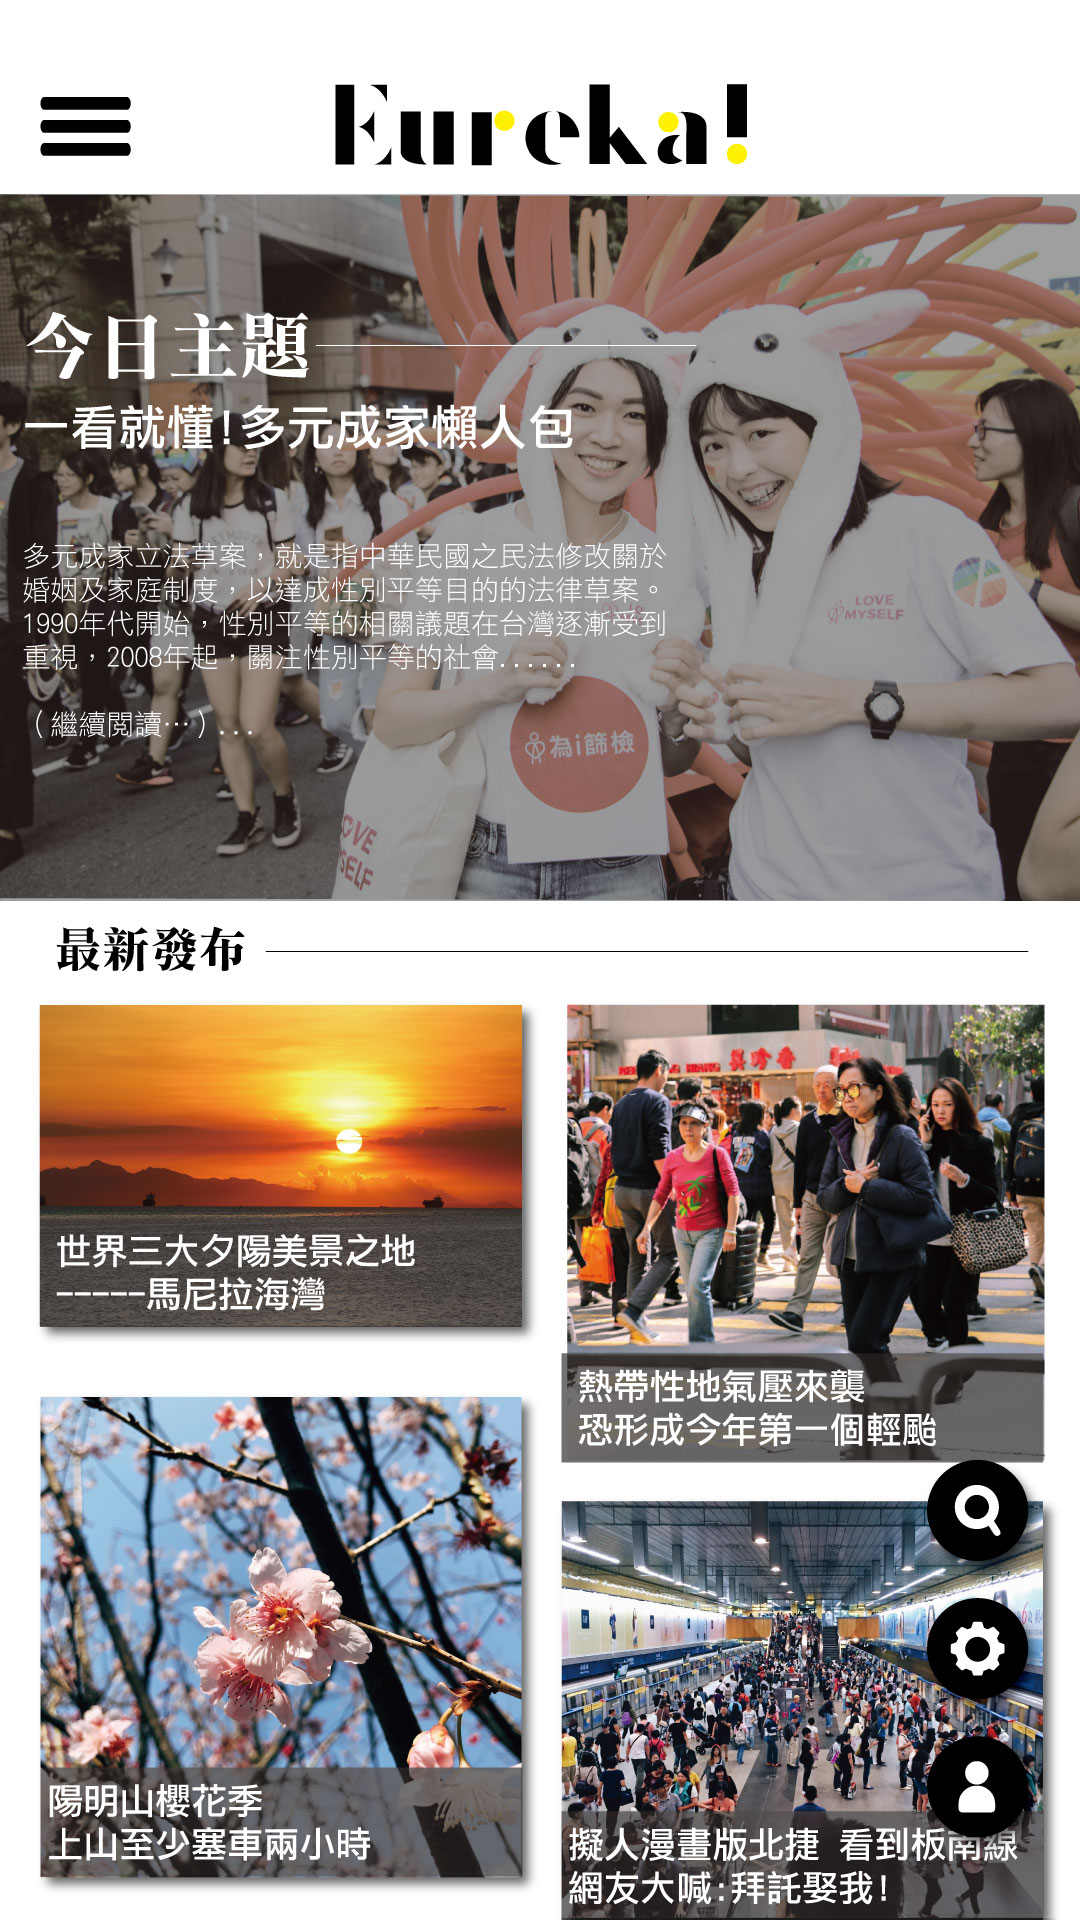 Eureka!
今日主題
一看就懂!多元成家懶人包
多元成家立法草案，就是指中華民國之民法修改關於
婚姻及家庭制度，以達成性別平等目的的法律草案。
1990年代開始，性別平等的相關議題在台灣逐漸受到
重視，2008年起，關注性別平等的社會......
（繼續閱讀…）...
LOVE
MYSELF
為i篩檢
最新發布
世界三大夕陽美景之地
-----馬尼拉海灣
熱帶性地氣壓來襲
恐形成今年第一個輕颱
陽明山櫻花季
上山至少塞車兩小時
擬人漫畫版北捷 看到板南線
網友大喊:拜託娶我!